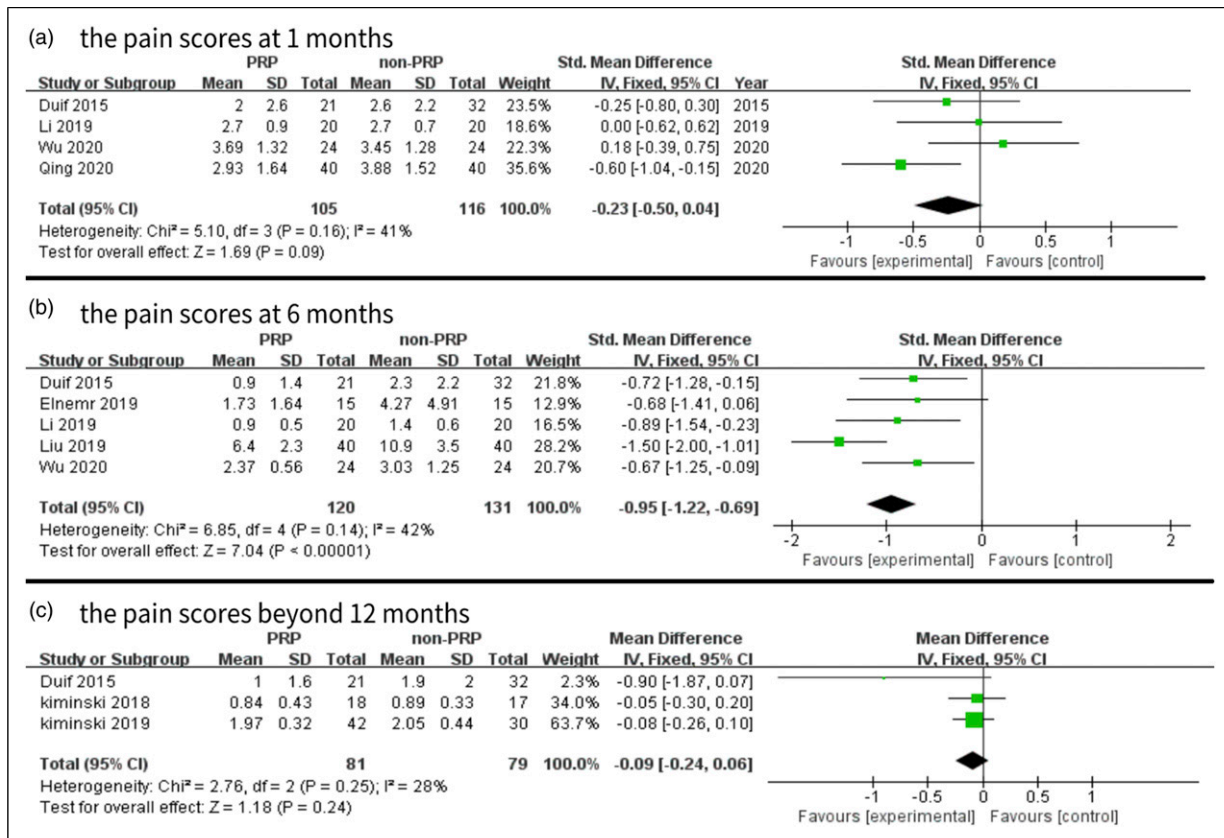 (a) the pain scores at 1 months
PRP non-PRP Std. Mean Difference Std. Mean Difference
Study or Subgroup Mean SD Total Mean SD Total Weight IV, Fixed, 95% CI Year IV, Fixed, 95% CI
Duif 2015 2 2.6 21 2.6 2.2 32 23.5% -0.25 [-0.80, 0.30] 2015
Li 2019 2.7 0.9 20 2.7 0.7 20 18.6% 0.00 [-0.62, 0.62] 2019
Wu 2020 3.69 1.32 24 3.45 1.28 24 22.3% 0.18 [-0.39, 0.75] 2020
Qing 2020 2.93 1.64 40 3.88 1.52 40 35.6% -0.60 [-1.04, -0.15] 2020
Total (95% CI) 105 116 100.0% -0.23 [-0.50, 0.04]
Heterogeneity: Chi² = 5.10, df = 3 (P = 0.16); I² = 41%
Test for overall effect: Z = 1.69 (P = 0.09)
-1 -0.5 0 0.5 1
Favours [experimental] Favours [control]
(b) the pain scores at 6 months
PRP non-PRP Std. Mean Difference Std. Mean Difference
Study or Subgroup Mean SD Total Mean SD Total Weight IV, Fixed, 95% CI IV, Fixed, 95% CI
Duif 2015 0.9 1.4 21 2.3 2.2 32 21.8% -0.72 [-1.28, -0.15]
Elnemr 2019 1.73 1.64 15 4.27 4.91 15 12.9% -0.68 [-1.41, 0.06]
Li 2019 0.9 0.5 20 1.4 0.6 20 16.5% -0.89 [-1.54, -0.23]
Liu 2019 6.4 2.3 40 10.9 3.5 40 28.2% -1.50 [-2.00, -1.01]
Wu 2020 2.37 0.56 24 3.03 1.25 24 20.7% -0.67 [-1.25, -0.09]
Total (95% CI) 120 131 100.0% -0.95 [-1.22, -0.69]
Heterogeneity: Chi² = 6.85, df = 4 (P = 0.14); I² = 42%
Test for overall effect: Z = 7.04 (P < 0.00001)
-2 -1 0 1 2
Favours [experimental] Favours [control]
(c) the pain scores beyond 12 months
PRP non-PRP Mean Difference Mean Difference
Study or Subgroup Mean SD Total Mean SD Total Weight IV, Fixed, 95% CI IV, Fixed, 95% CI
Duif 2015 1 1.6 21 1.9 2 32 2.3% -0.90 [-1.87, 0.07]
kiminski 2018 0.84 0.43 18 0.89 0.33 17 34.0% -0.05 [-0.30, 0.20]
kiminski 2019 1.97 0.32 42 2.05 0.44 30 63.7% -0.08 [-0.26, 0.10]
Total (95% CI) 81 79 100.0% -0.09 [-0.24, 0.06]
Heterogeneity: Chi² = 2.76, df = 2 (P = 0.25); I² = 28%
Test for overall effect: Z = 1.18 (P = 0.24)
-1 -0.5 0 0.5 1
Favours [experimental] Favours [control]